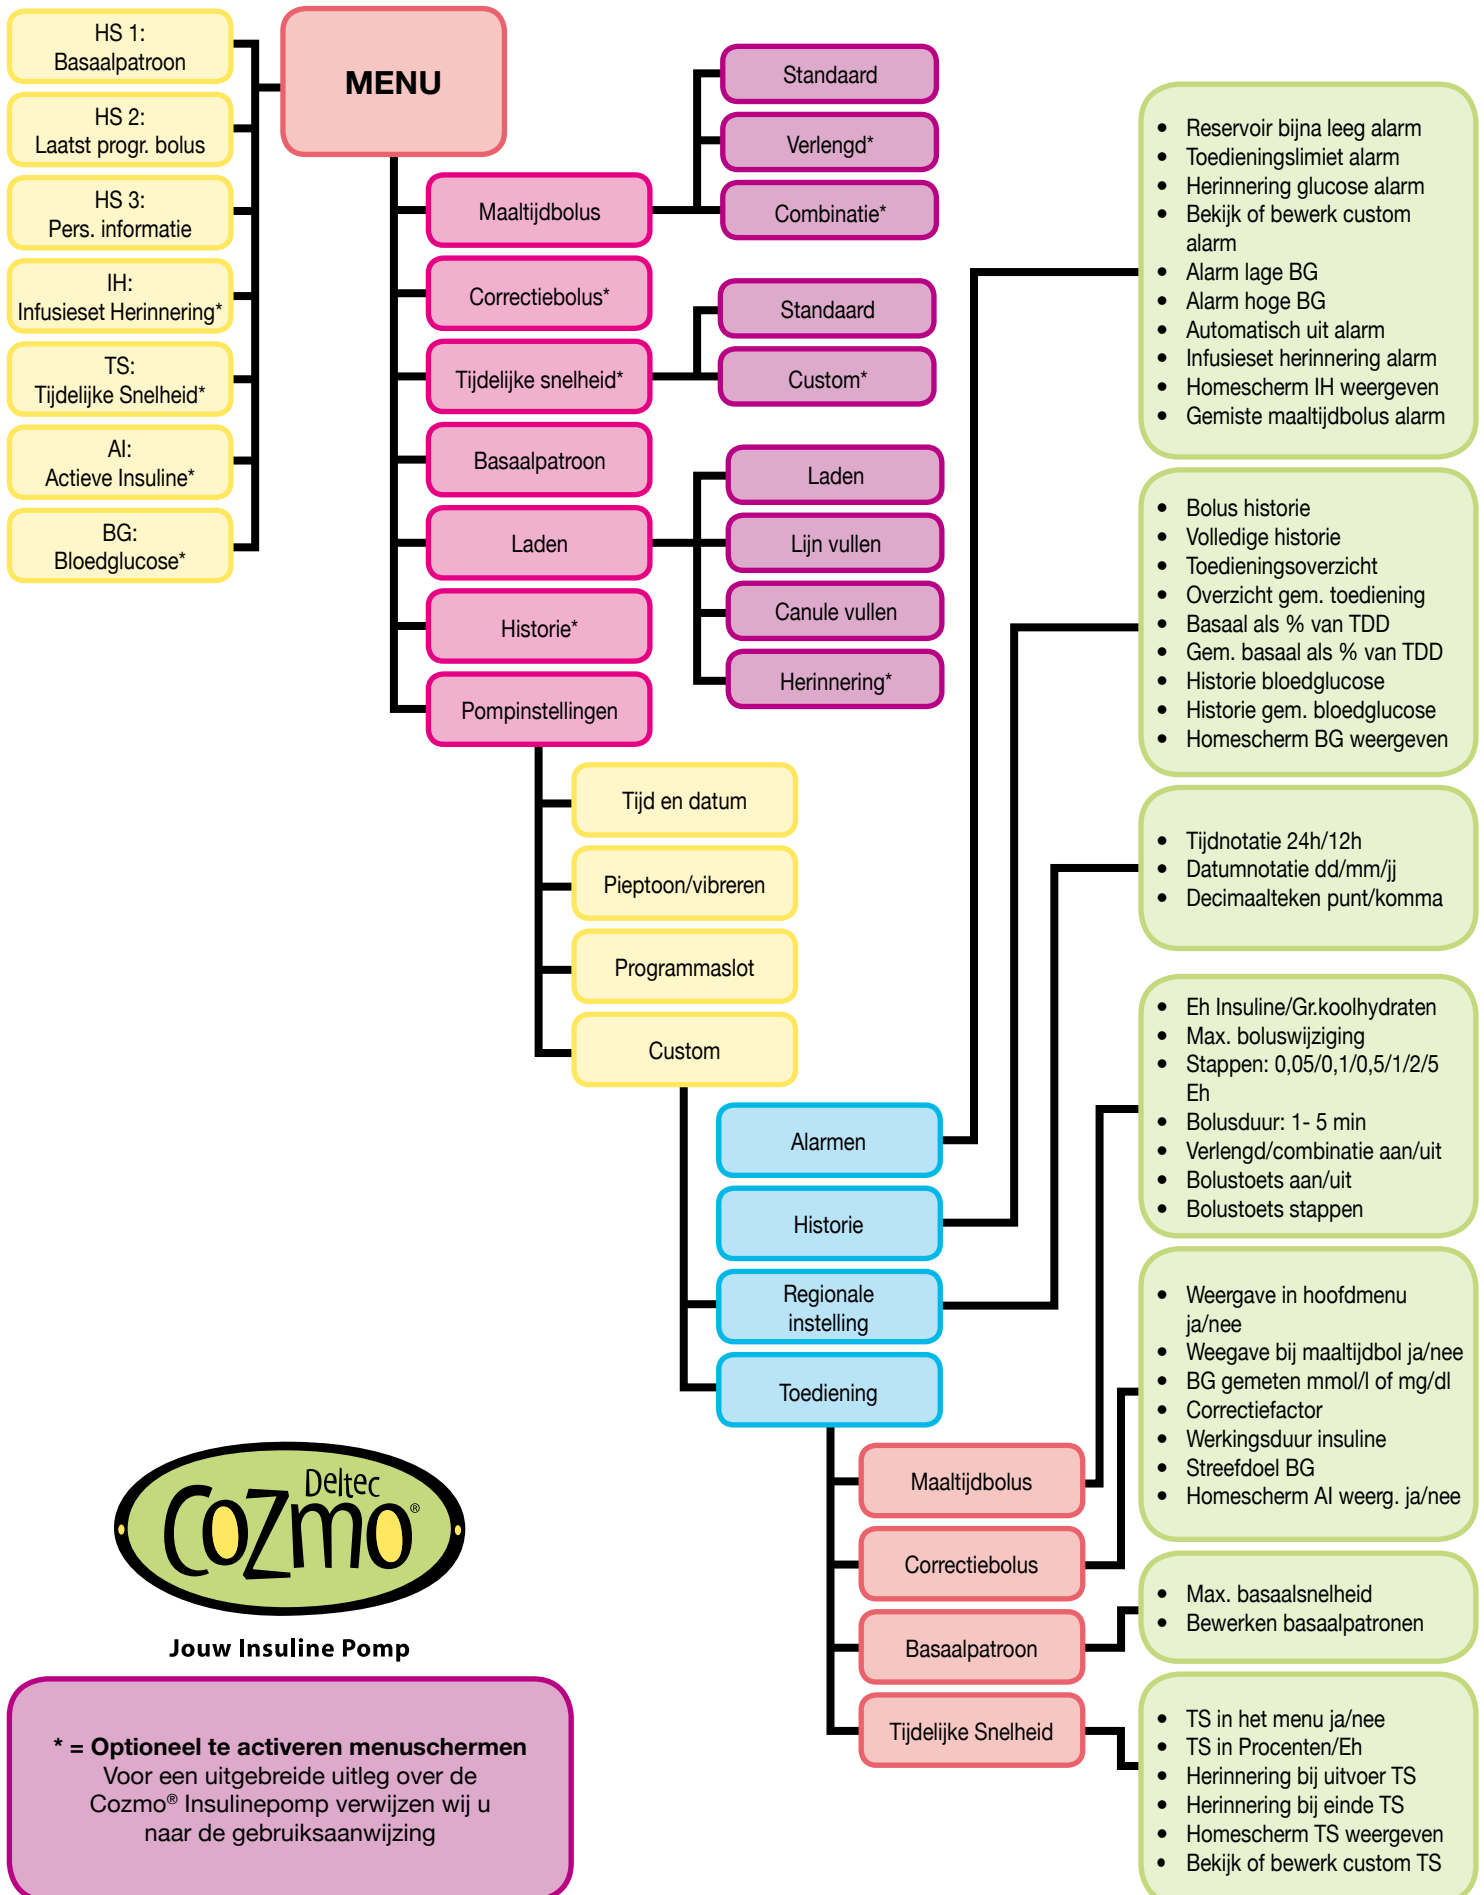 HS 1:
Basaalpatroon
HS 2:
Laatst progr. bolus
HS 3:
Pers. informatie
IH:
Infusieset Herinnering*
TS:
Tijdelijke Snelheid*
AI:
Actieve Insuline*
BG:
Bloedglucose*
MENU
Maaltijdbolus
Correctiebolus*
Tijdelijke snelheid*
Basaalpatroon
Laden
Historie*
Pompinstellingen
Standaard
Verlengd*
Combinatie*
Standaard
Custom*
Laden
Lijn vullen
Canule vullen
Herinnering*
Tijd en datum
Pieptoon/vibreren
Programmaslot
Custom
Alarmen
Historie
Regionale
instelling
Toediening
Maaltijdbolus
Correctiebolus
Basaalpatroon
Tijdelijke Snelheid
• Reservoir bijna leeg alarm
• Toedieningslimiet alarm
• Herinnering glucose alarm
• Bekijk of bewerk custom
alarm
• Alarm lage BG
• Alarm hoge BG
• Automatisch uit alarm
• Infusieset herinnering alarm
• Homescherm IH weergeven
• Gemiste maaltijdbolus alarm
• Bolus historie
• Volledige historie
• Toedieningsoverzicht
• Overzicht gem. toediening
• Basaal als % van TDD
• Gem. basaal als % van TDD
• Historie bloedglucose
• Historie gem. bloedglucose
• Homescherm BG weergeven
• Tijdnotatie 24h/12h
• Datumnotatie dd/mm/jj
• Decimaalteken punt/komma
• Eh Insuline/Gr.koolhydraten
• Max. boluswijziging
• Stappen: 0,05/0,1/0,5/1/2/5
Eh
• Bolusduur: 1- 5 min
• Verlengd/combinatie aan/uit
• Bolustoets aan/uit
• Bolustoets stappen
• Weergave in hoofdmenu
ja/nee
• Weegave bij maaltijdbol ja/nee
• BG gemeten mmol/l of mg/dl
• Correctiefactor
• Werkingsduur insuline
• Streefdoel BG
• Homescherm AI weerg. ja/nee
• Max. basaalsnelheid
• Bewerken basaalpatronen
• TS in het menu ja/nee
• TS in Procenten/Eh
• Herinnering bij uitvoer TS
• Herinnering bij einde TS
• Homescherm TS weergeven
• Bekijk of bewerk custom TS
Deltec
CoZmo®
Jouw Insuline Pomp
* = Optioneel te activeren menuschermen
Voor een uitgebreide uitleg over de
Cozmo® Insulinepomp verwijzen wij u
naar de gebruiksaanwijzing